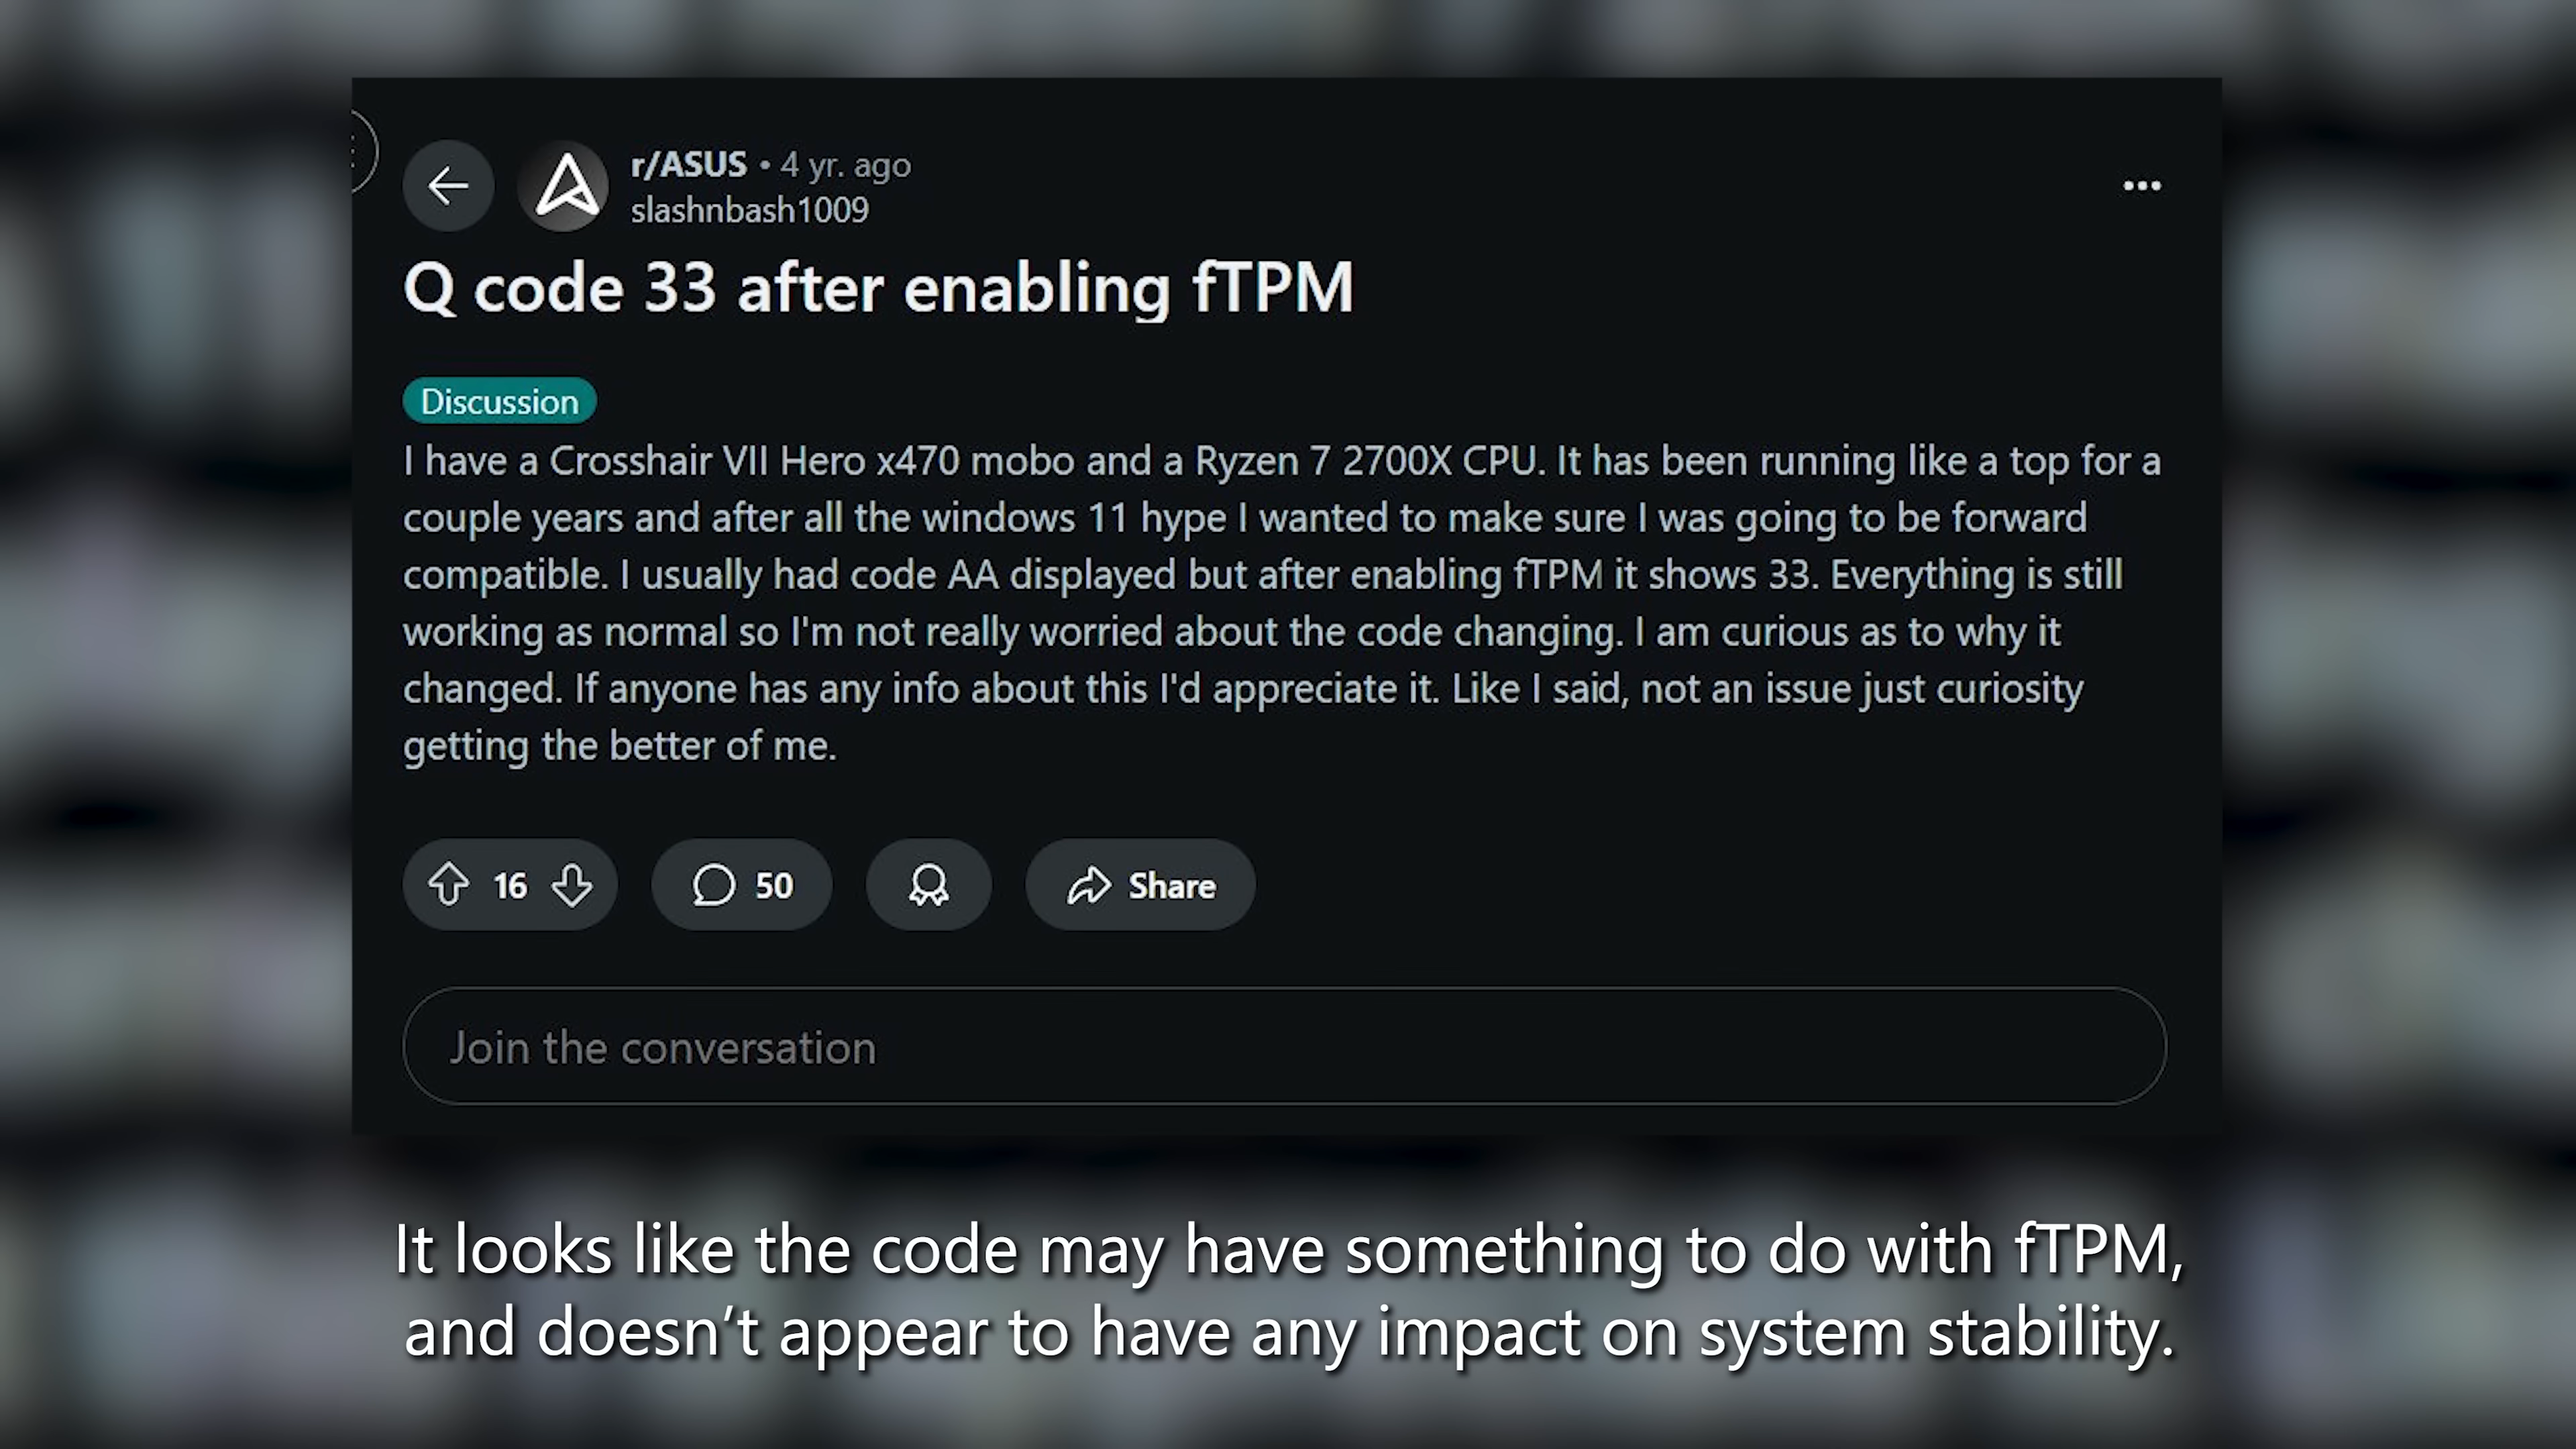 r/ASUS • 4 yr. ago
slashnbash1009
Q code 33 after enabling fTPM
Discussion
I have a Crosshair VII Hero x470 mobo and a Ryzen 7 2700X CPU. It has been running like a top for a
couple years and after all the windows 11 hype I wanted to make sure I was going to be forward
compatible. I usually had code AA displayed but after enabling fTPM it shows 33. Everything is still
working as normal so I'm not really worried about the code changing. I am curious as to why it
changed. If anyone has any info about this I'd appreciate it. Like I said, not an issue just curiosity
getting the better of me.
16
50
Share
Join the conversation
It looks like the code may have something to do with fTPM,
and doesn’t appear to have any impact on system stability.